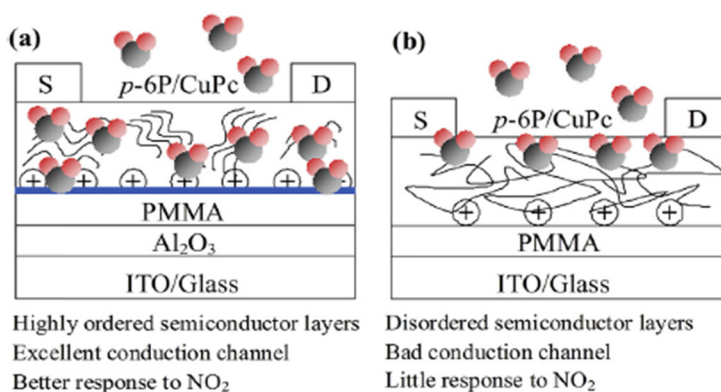 (a)
S
p-6P/CuPc
D
+ + + + + +
PMMA
Al₂O₃
ITO/Glass
Highly ordered semiconductor layers
Excellent conduction channel
Better response to NO₂
(b)
S
p-6P/CuPc
D
+ + + +
PMMA
ITO/Glass
Disordered semiconductor layers
Bad conduction channel
Little response to NO₂